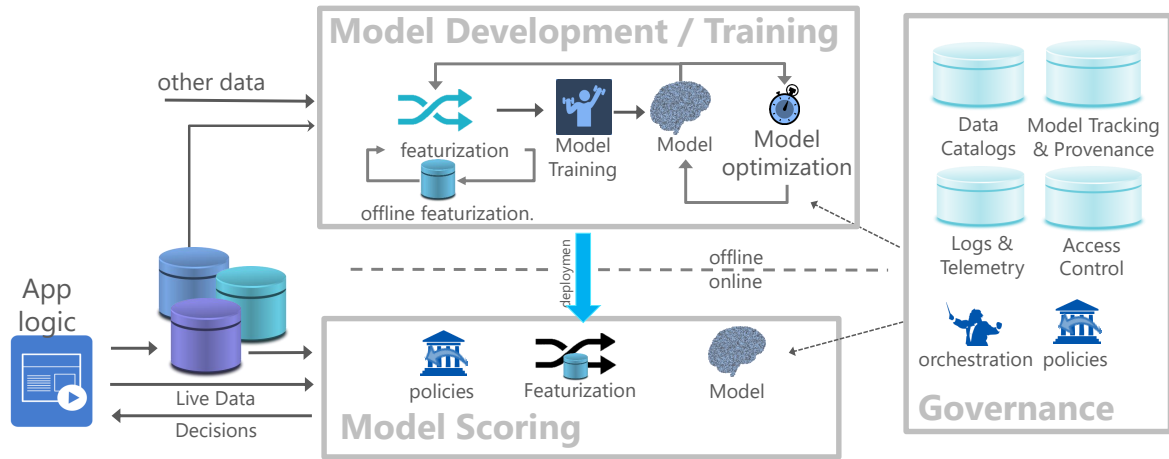 Model Development / Training
other data
featurization
Model
Training
Model
Model
optimization
offline featurization.
deploymen
offline
online
App
logic
Live Data
Decisions
policies
Featurization
Model
Model Scoring
Data
Catalogs
Model Tracking
& Provenance
Logs &
Telemetry
Access
Control
orchestration
policies
Governance